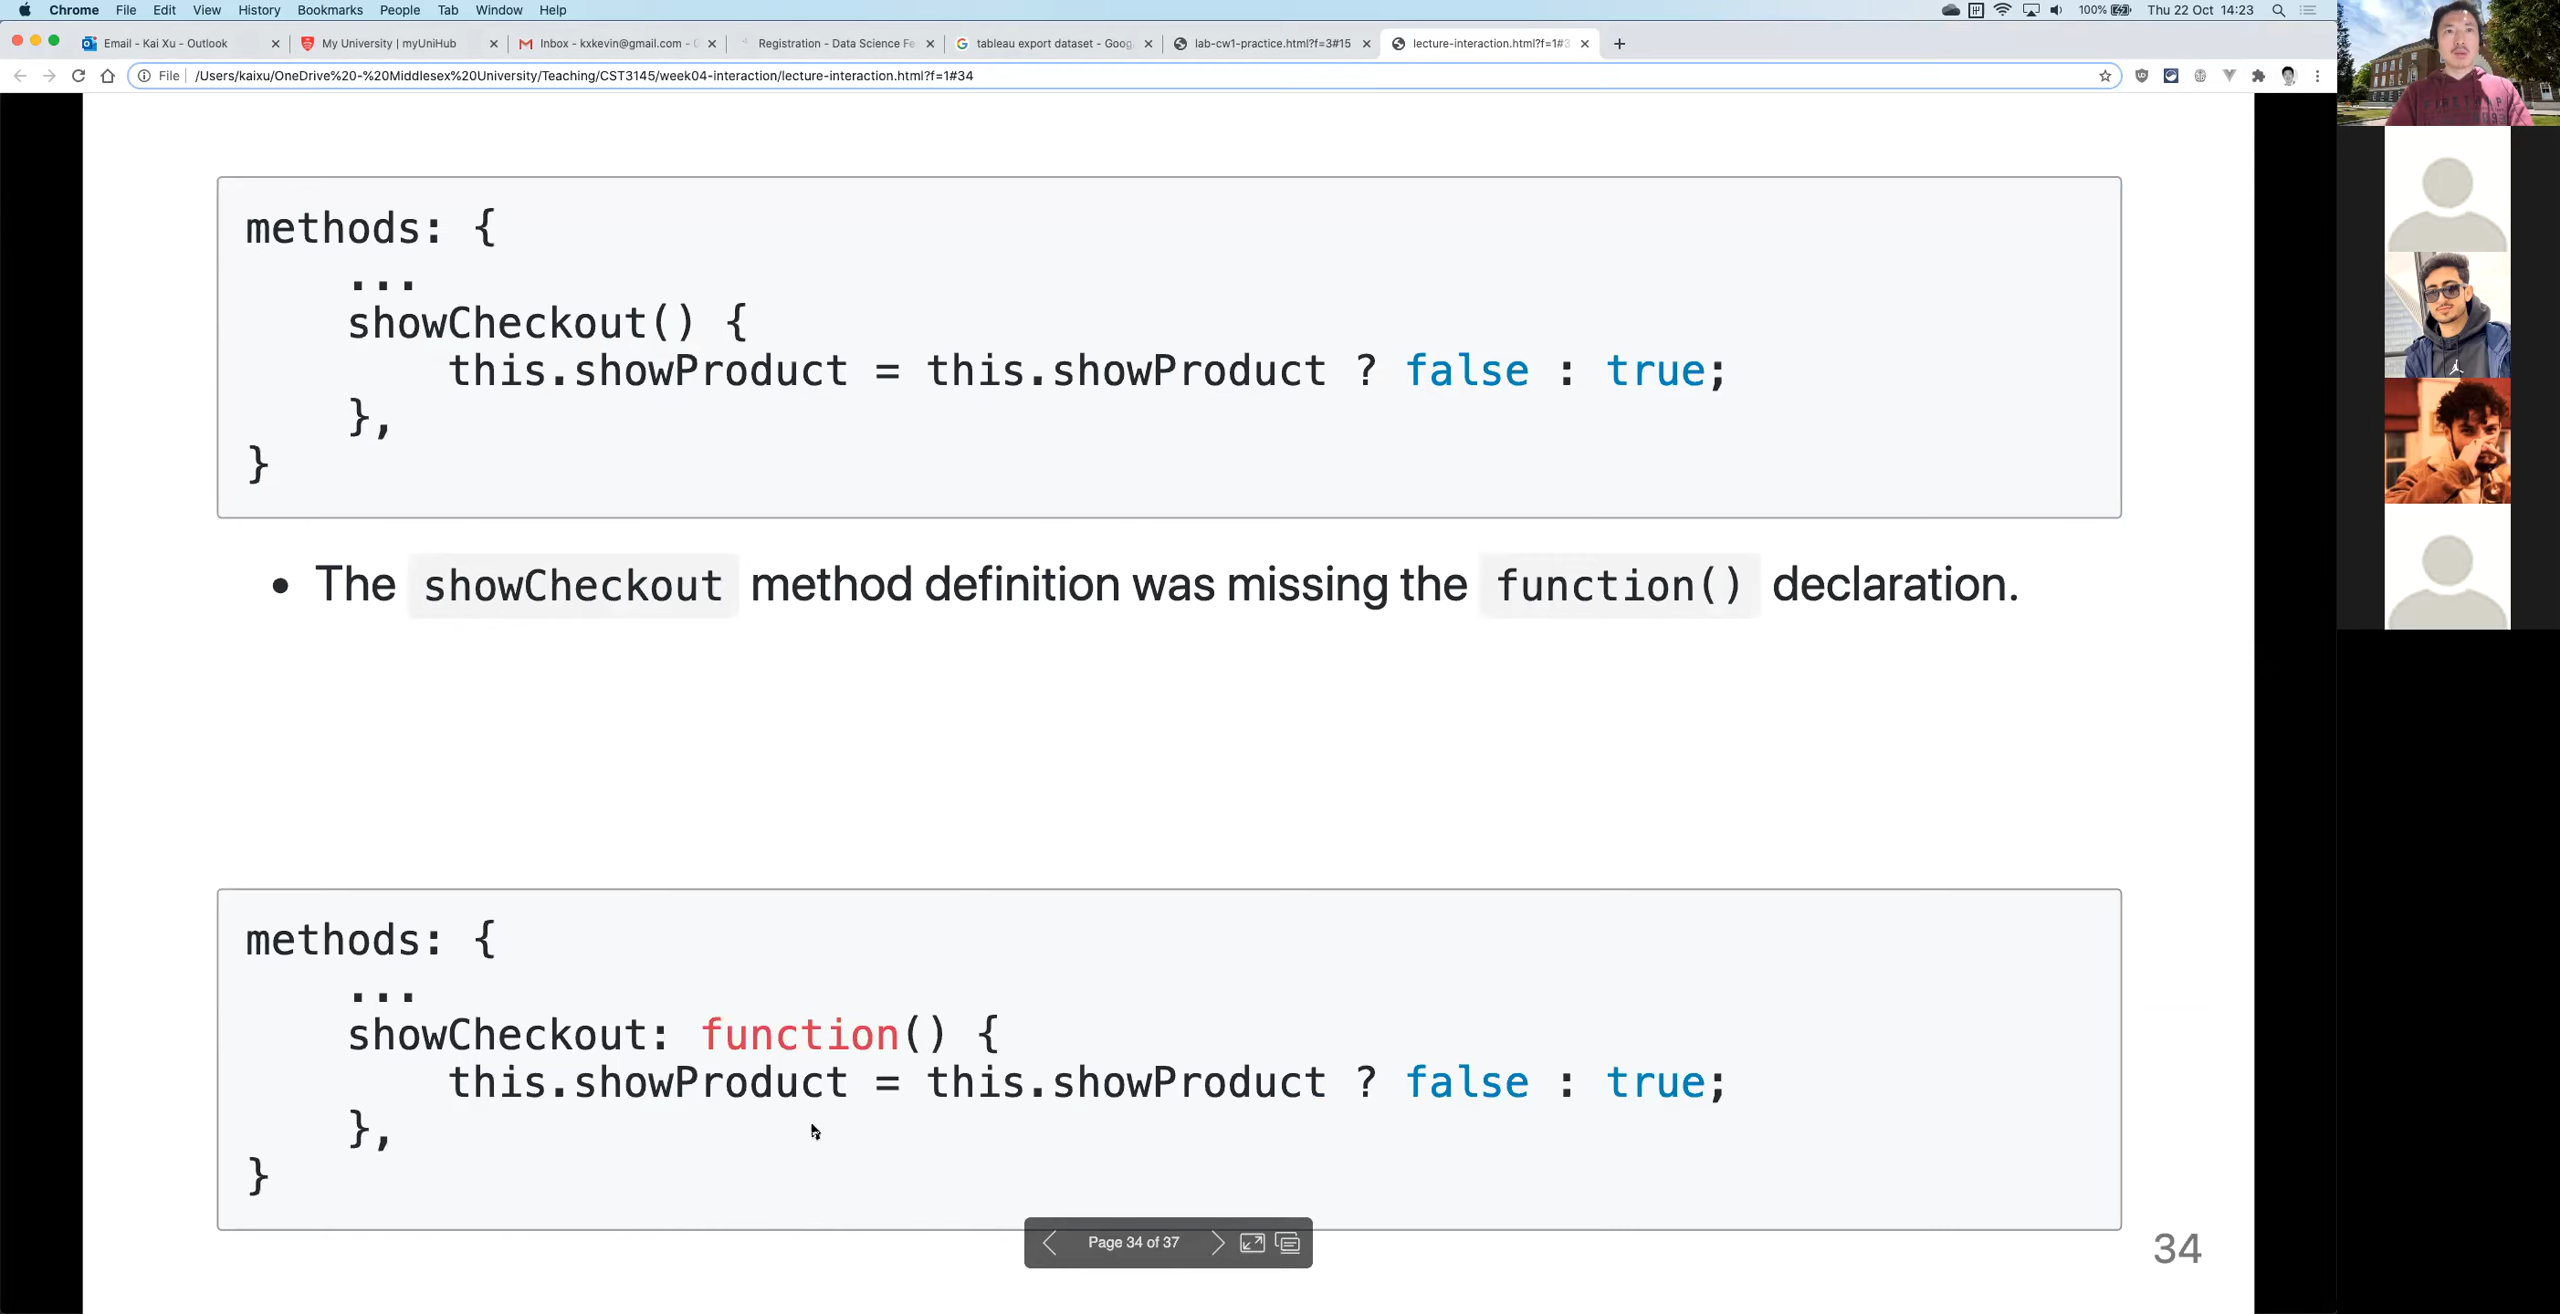 Chrome File Edit View History Bookmarks People Tab Window Help 100% Thu 22 Oct 14:23
Email - Kai Xu - Outlook My University | myUniHub Inbox - kxkevin@gmail.com - Registration - Data Science Fe tableau export dataset - Goog lab-cw1-practice.html?f=3#15 lecture-interaction.html?f=1#3
File /Users/kaixu/OneDrive%20-%20Middlesex%20University/Teaching/CST3145/week04-interaction/lecture-interaction.html?f=1#34
methods: {
...
showCheckout() {
this.showProduct = this.showProduct ? false : true;
},
}
• The showCheckout method definition was missing the function() declaration.
methods: {
...
showCheckout: function() {
this.showProduct = this.showProduct ? false : true;
},
}
Page 34 of 37
34